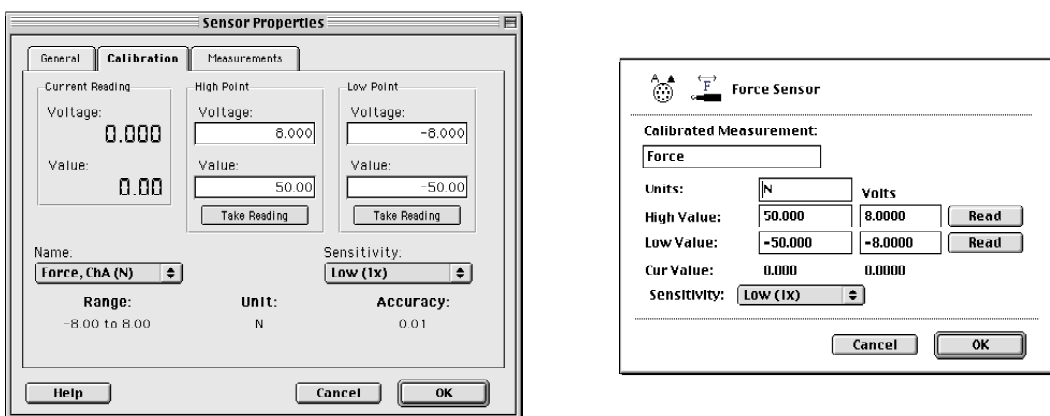 Sensor Properties
General Calibration Measurements
Current Reading
Voltage:
0.000
Value:
0.00
High Point
Voltage:
8.000
Value:
50.00
Take Reading
Low Point
Voltage:
-8.000
Value:
-50.00
Take Reading
Name:
Force, ChA (N)
Sensitivity:
Low (1x)
Range: Unit: Accuracy:
-8.00 to 8.00 N 0.01
Help Cancel OK
A F Force Sensor
Calibrated Measurement:
Force
Units: N Volts
High Value: 50.000 8.0000 Read
Low Value: -50.000 -8.0000 Read
Cur Value: 0.000 0.0000
Sensitivity: Low (1x)
Cancel OK